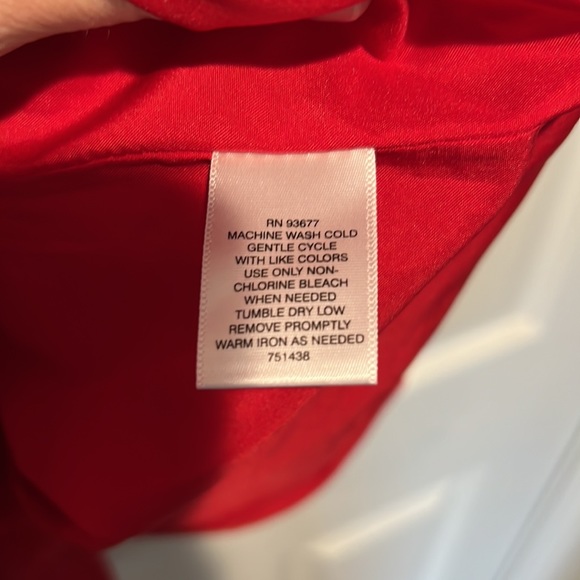 RN 93677
MACHINE WASH COLD
GENTLE CYCLE
WITH LIKE COLORS
USE ONLY NON-
CHLORINE BLEACH
WHEN NEEDED
TUMBLE DRY LOW
REMOVE PROMPTLY
WARM IRON AS NEEDED
751438